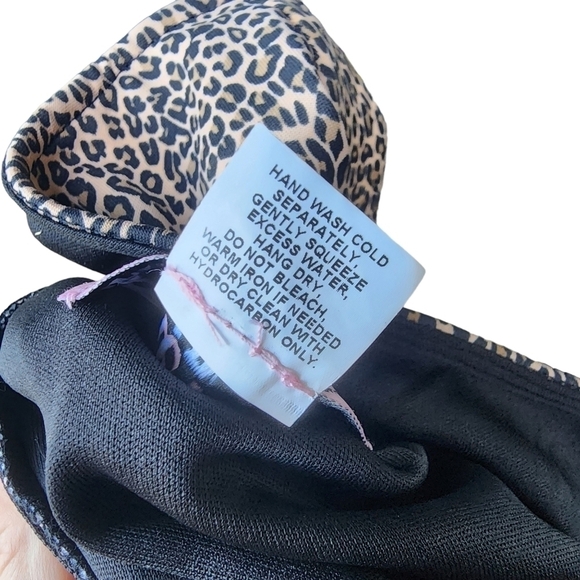 HAND WASH COLD
SEPARATELY.
GENTLY SQUEEZE
EXCESS WATER,
HANG DRY.
DO NOT BLEACH,
WARM IRON IF NEEDED
OR DRY CLEAN WITH
HYDROCARBON ONLY.